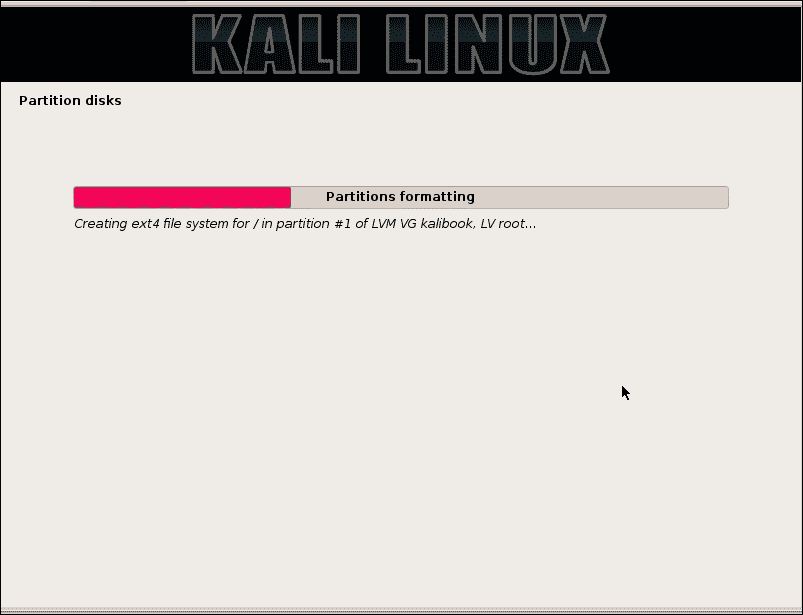 KALI LINUX
Partition disks
Partitions formatting
Creating ext4 file system for / in partition #1 of LVM VG kalibook, LV root...